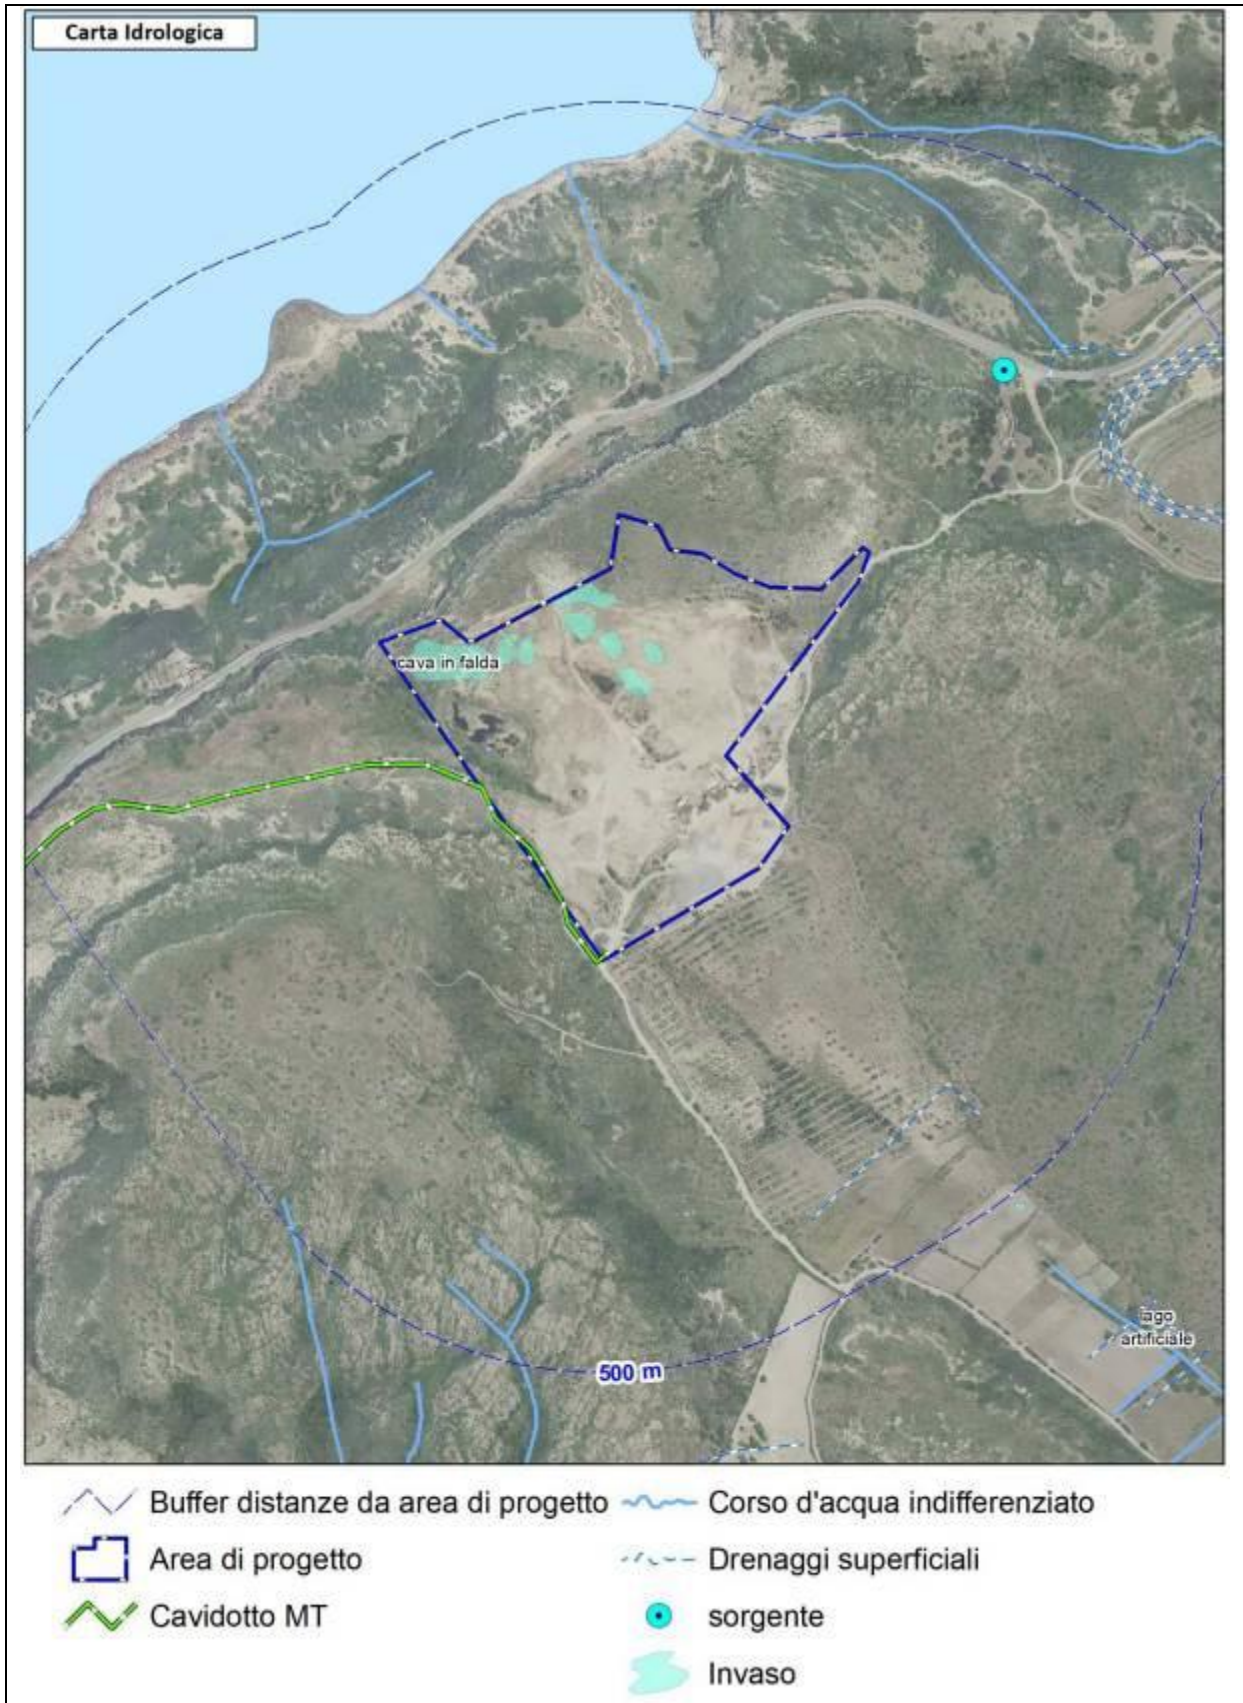 Carta Idrologica
cava in falda
lago
artificiale
500 m
Buffer distanze da area di progetto
Corso d'acqua indifferenziato
Area di progetto
Drenaggi superficiali
Cavidotto MT
sorgente
Invaso